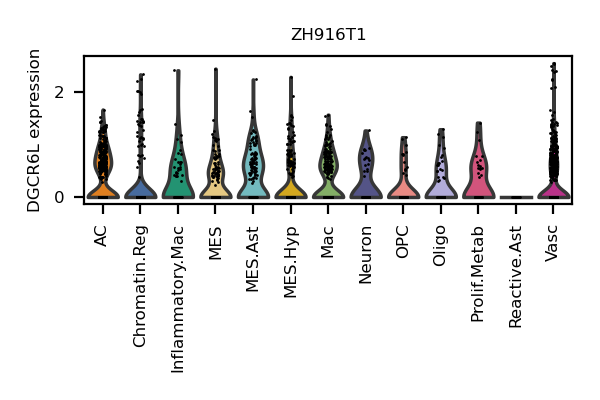 ZH916T1
DGCR6L expression
2
0
AC
Chromatin.Reg
Inflammatory.Mac
MES
MES.Ast
MES.Hyp
Mac
Neuron
OPC
Oligo
Prolif.Metab
Reactive.Ast
Vasc